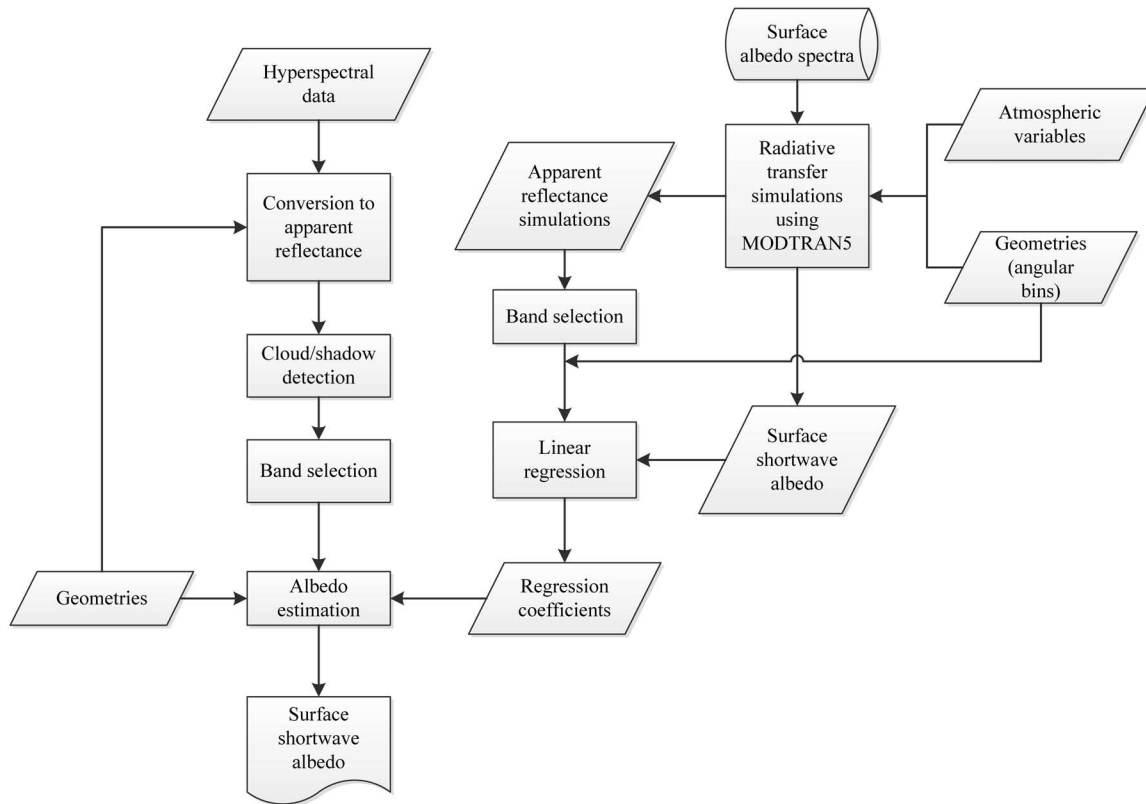 Surface
albedo spectra
Hyperspectral
data
Atmospheric
variables
Radiative
transfer
simulations
using
MODTRAN5
Apparent
reflectance
simulations
Conversion to
apparent
reflectance
Geometries
(angular
bins)
Band selection
Cloud/shadow
detection
Linear
regression
Surface
shortwave
albedo
Band selection
Geometries
Albedo
estimation
Regression
coefficients
Surface
shortwave
albedo